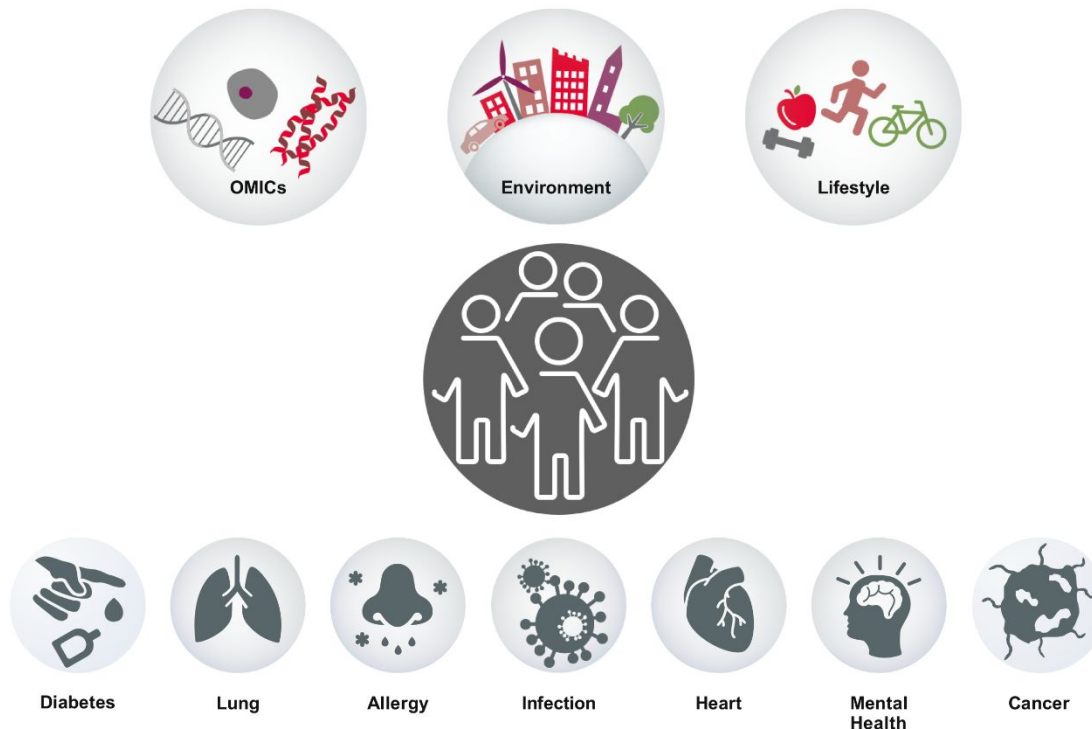 OMICs
Environment
Lifestyle
Diabetes
Lung
Allergy
Infection
Heart
Mental
Health
Cancer